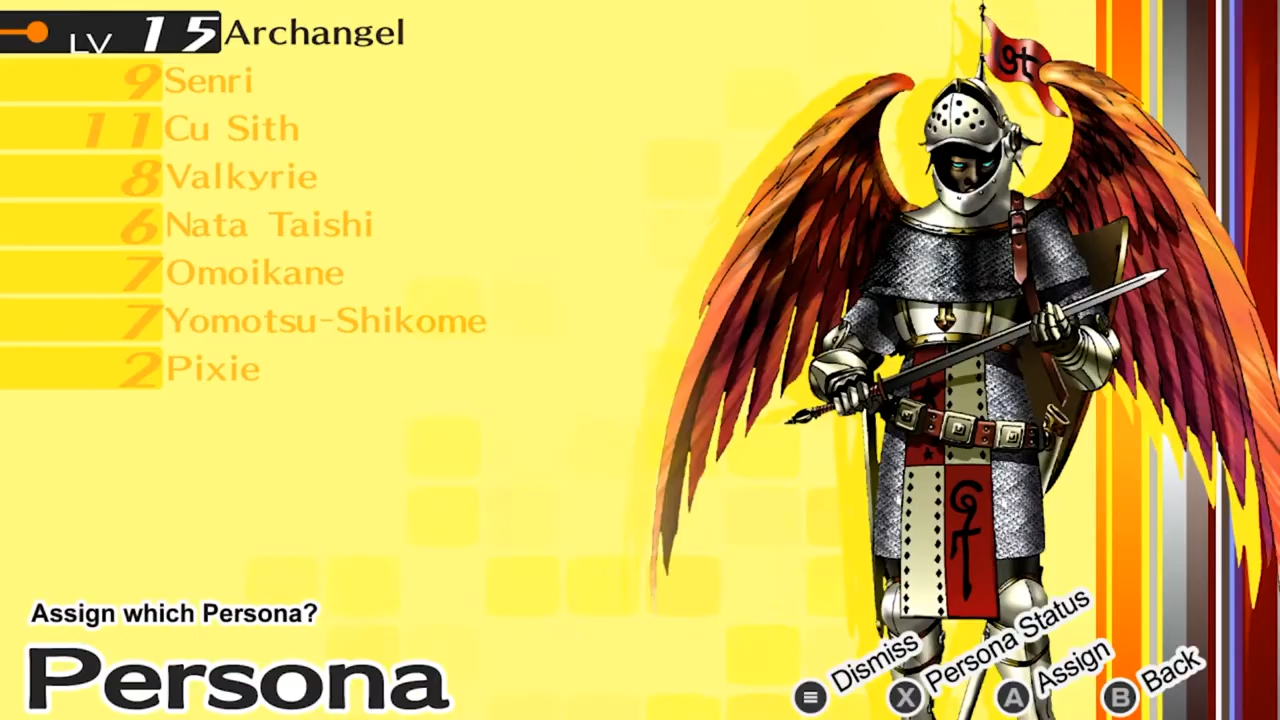 LV 15 Archangel
9 Senri
11 Cu Sith
8 Valkyrie
6 Nata Taishi
7 Omoikane
7 Yomotsu-Shikome
2 Pixie
Assign which Persona?
Persona
Dismiss
X Persona Status
A Assign
B Back